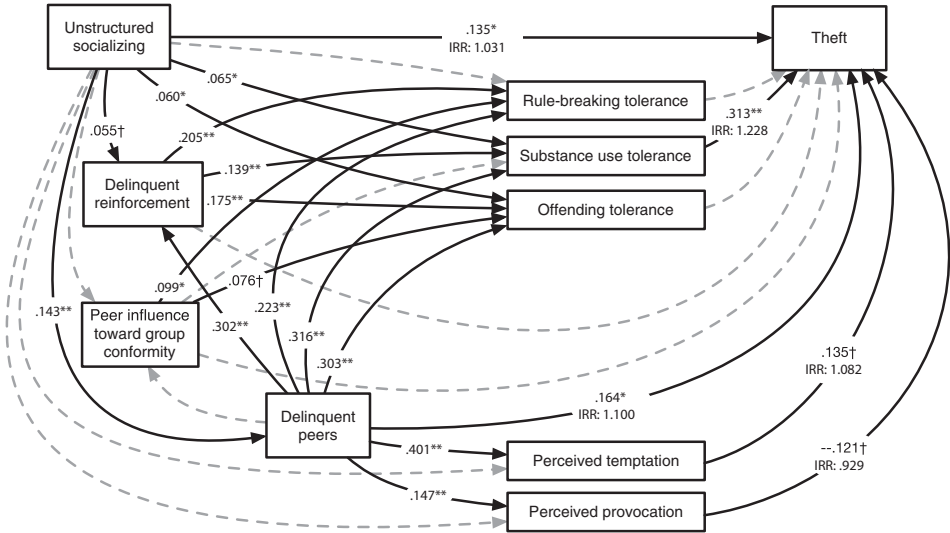 Unstructured
socializing
.135*
IRR: 1.031
Theft
.065*
.060*
Rule-breaking tolerance
.313**
IRR: 1.228
.055†
.205**
Substance use tolerance
.139**
Delinquent
reinforcement
.175**
Offending tolerance
.099*
.076†
.143**
Peer influence
toward group
conformity
.223**
.302**
.316**
.303**
.135†
IRR: 1.082
.164*
IRR: 1.100
Delinquent
peers
.401**
Perceived temptation
--.121†
IRR: .929
.147**
Perceived provocation